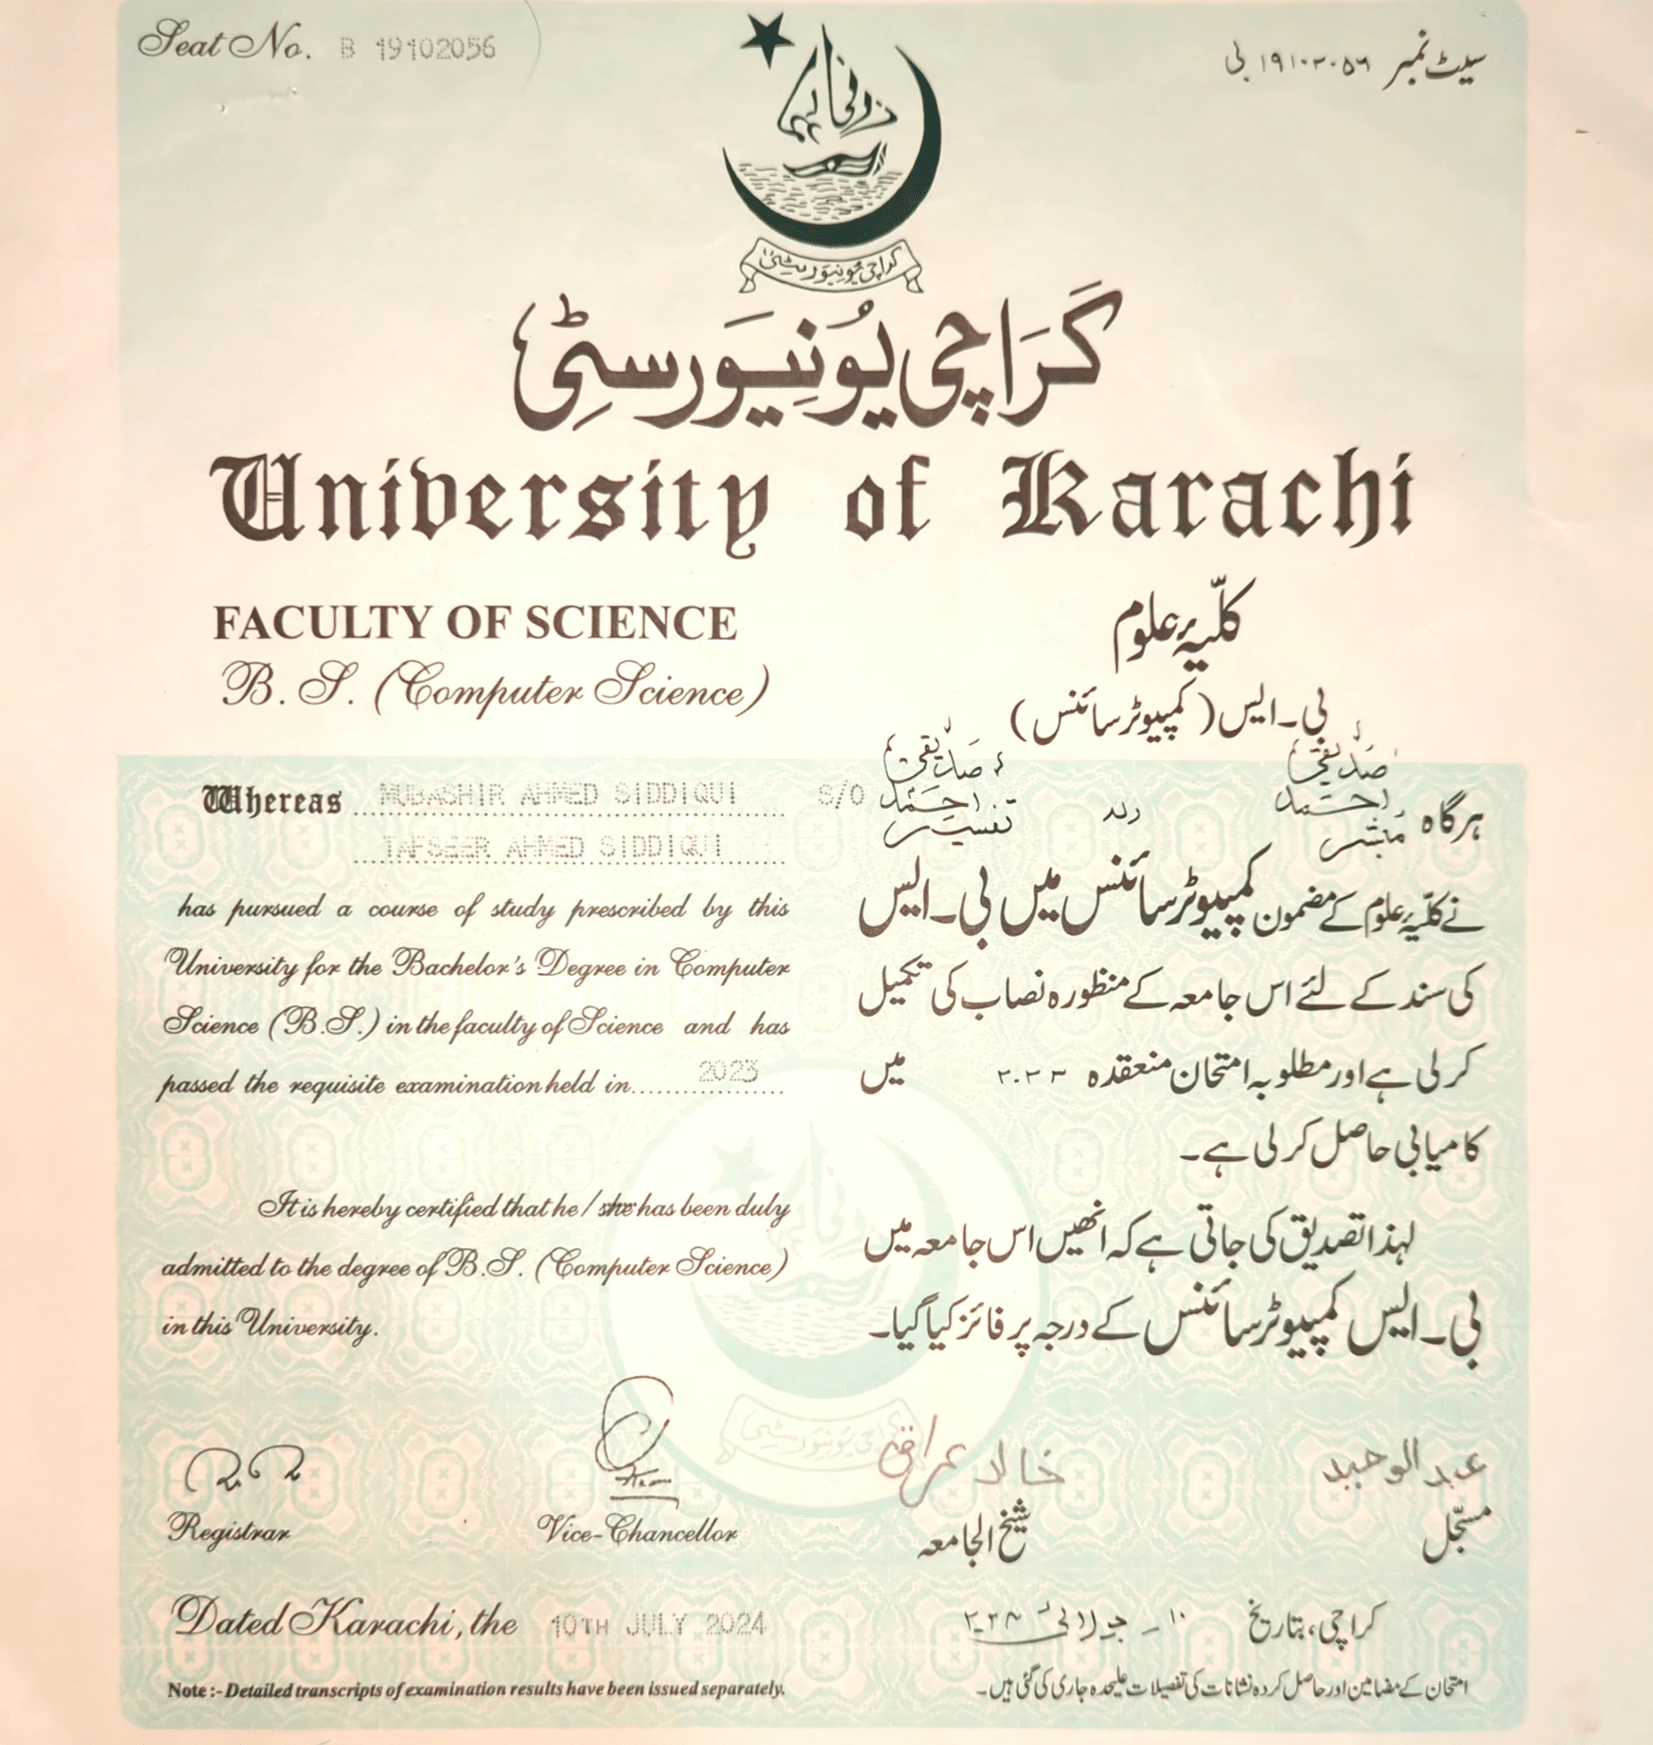 Seat No. B 19102056
سیٹ نمبر ۱۹۱۰۲۰۵۶ بی
کراچی یونیورسٹی
کَرَاچی یُونِیوَرسِٹی
University of Karachi
FACULTY OF SCIENCE
کلّیۂ علوم
B. S. (Computer Science)
بی۔ایس (کمپیوٹر سائنس)
Whereas MUBASHIR AHMED SIDDIQUI S/O
TAFSEER AHMED SIDDIQUI
has pursued a course of study prescribed by this
University for the Bachelor's Degree in Computer
Science (B.S.) in the faculty of Science and has
passed the requisite examination held in 2023
It is hereby certified that he / she has been duly
admitted to the degree of B.S. (Computer Science)
in this University.
ہرگاہ مبشر احمد صدیقی ولد تفسیر احمد صدیقی
نے کلّیۂ علوم کے مضمون کمپیوٹر سائنس میں بی۔ایس
کی سند کے لئے اس جامعہ کے منظورہ نصاب کی تکمیل
کرلی ہے اور مطلوبہ امتحان منعقدہ ۲۰۲۳ میں
کامیابی حاصل کرلی ہے۔
لہذا تصدیق کی جاتی ہے کہ انھیں اس جامعہ میں
بی۔ایس کمپیوٹر سائنس کے درجہ پر فائز کیا گیا۔
Registrar
Vice-Chancellor
خالد عراقی
شیخ الجامعہ
عبدالوحید
مسجّل
Dated Karachi, the 10TH JULY 2024
کراچی، بتاریخ ۱۰۔ جولائی ۲۰۲۴
Note :- Detailed transcripts of examination results have been issued separately.
امتحان کے مضامین اور حاصل کردہ نشانات کی تفصیلات علیحدہ جاری کی گئی ہیں۔